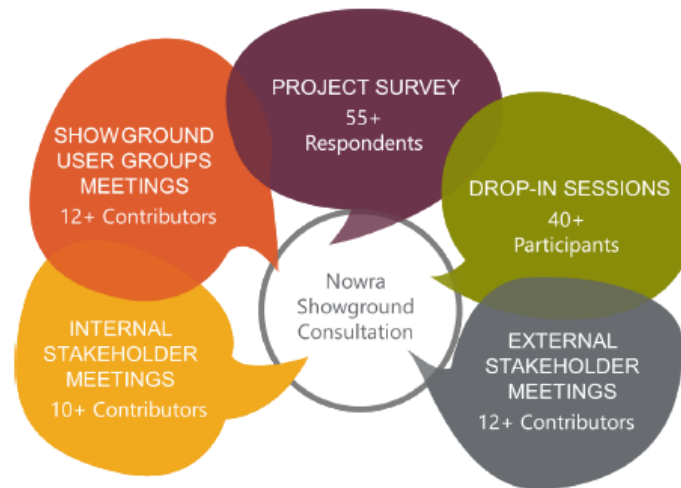 PROJECT SURVEY
55+
Respondents
SHOWGROUND
USER GROUPS
MEETINGS
12+ Contributors
DROP-IN SESSIONS
40+
Participants
Nowra
Showground
Consultation
INTERNAL
STAKEHOLDER
MEETINGS
10+ Contributors
EXTERNAL
STAKEHOLDER
MEETINGS
12+ Contributors